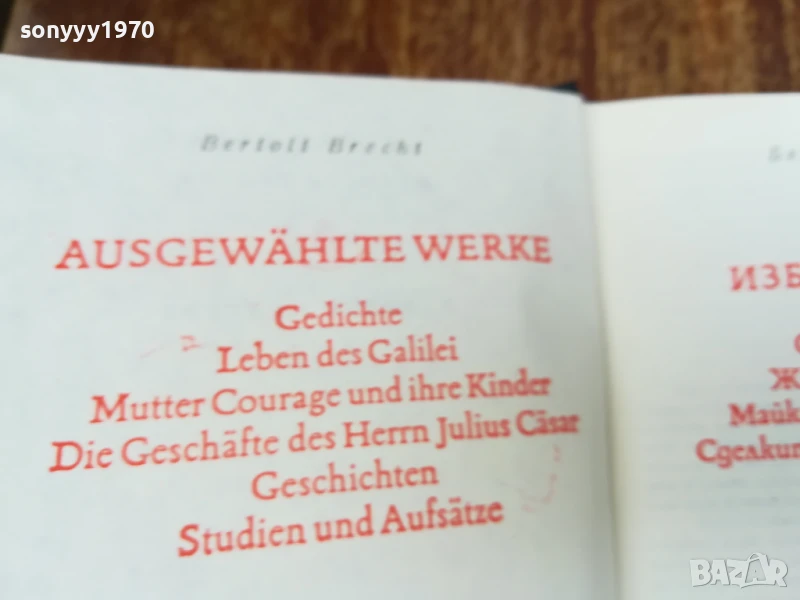 sonyyy1970
Bertolt Brecht
AUSGEWÄHLTE WERKE
Gedichte
Leben des Galilei
Mutter Courage und ihre Kinder
Die Geschäfte des Herrn Julius Cäsar
Geschichten
Studien und Aufsätze
ИЗБ
Ж
Майк
Сделки
BAZAR